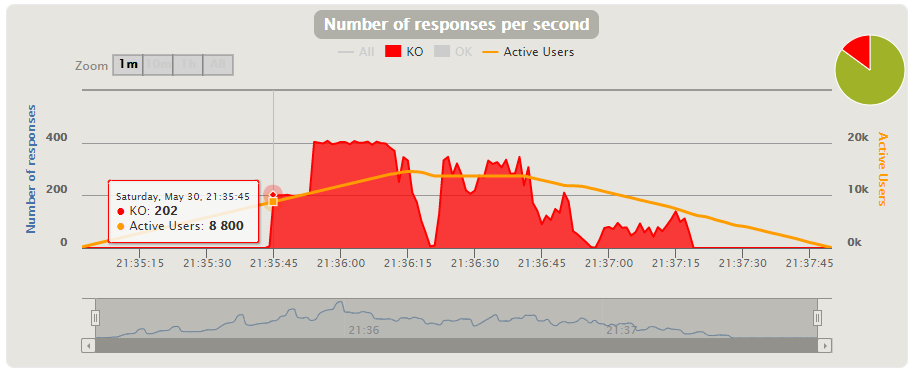 Number of responses per second
All KO OK Active Users
Zoom 1m 10m 1h All
Number of responses
400
200
0
20k
10k
0k
Active Users
Saturday, May 30, 21:35:45
KO: 202
Active Users: 8 800
21:35:15 21:35:30 21:35:45 21:36:00 21:36:15 21:36:30 21:36:45 21:37:00 21:37:15 21:37:30 21:37:45
21:36 21:37